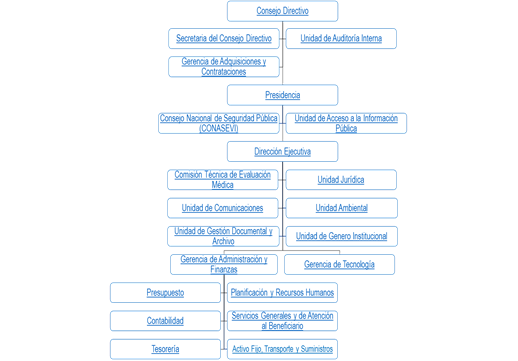 Consejo Directivo
Secretaria del Consejo Directivo
Unidad de Auditoría Interna
Gerencia de Adquisiciones y
Contrataciones
Presidencia
Consejo Nacional de Seguridad Pública
(CONASEVI)
Unidad de Acceso a la Información
Pública
Dirección Ejecutiva
Comisión Técnica de Evaluación
Médica
Unidad Jurídica
Unidad de Comunicaciones
Unidad Ambiental
Unidad de Gestión Documental y
Archivo
Unidad de Genero Institucional
Gerencia de Administración y
Finanzas
Gerencia de Tecnología
Presupuesto
Planificación y Recursos Humanos
Contabilidad
Servicios Generales y de Atención
al Beneficiano
Tesorería
Activo Fijo, Transporte y Suministros